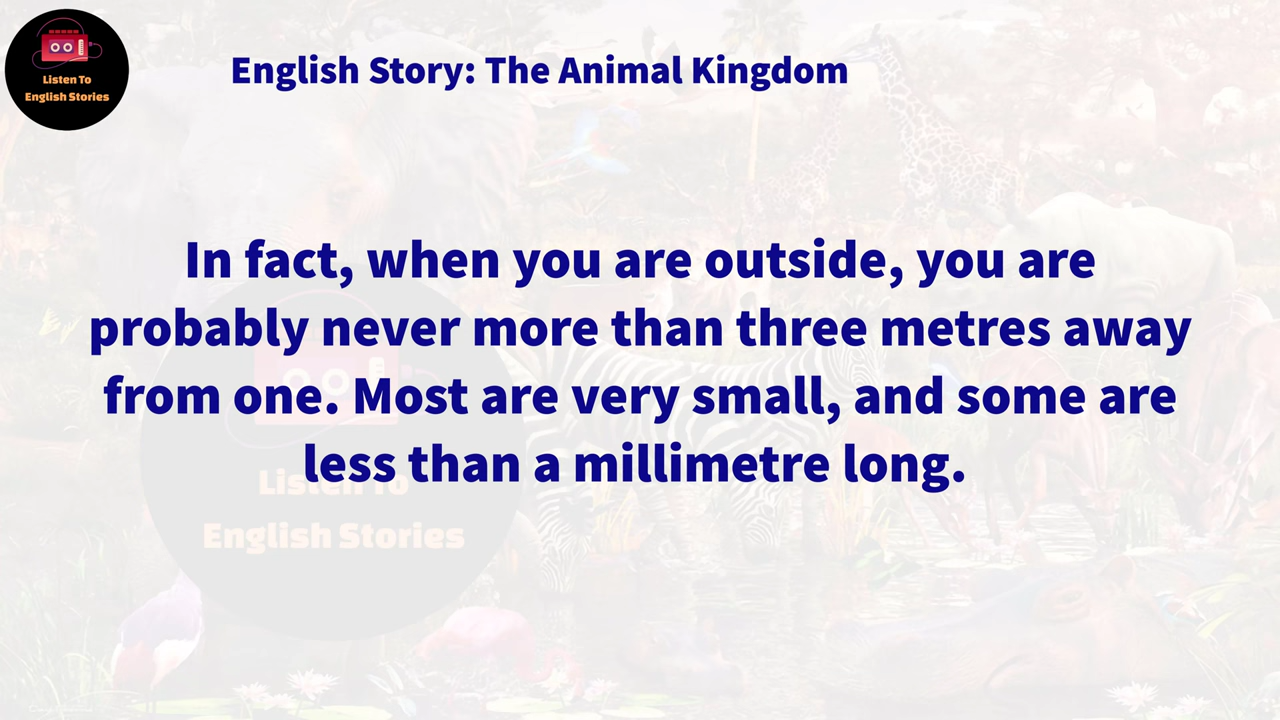 Listen To
English Stories
English Story: The Animal Kingdom
In fact, when you are outside, you are
probably never more than three metres away
from one. Most are very small, and some are
less than a millimetre long.
Listen To
English Stories